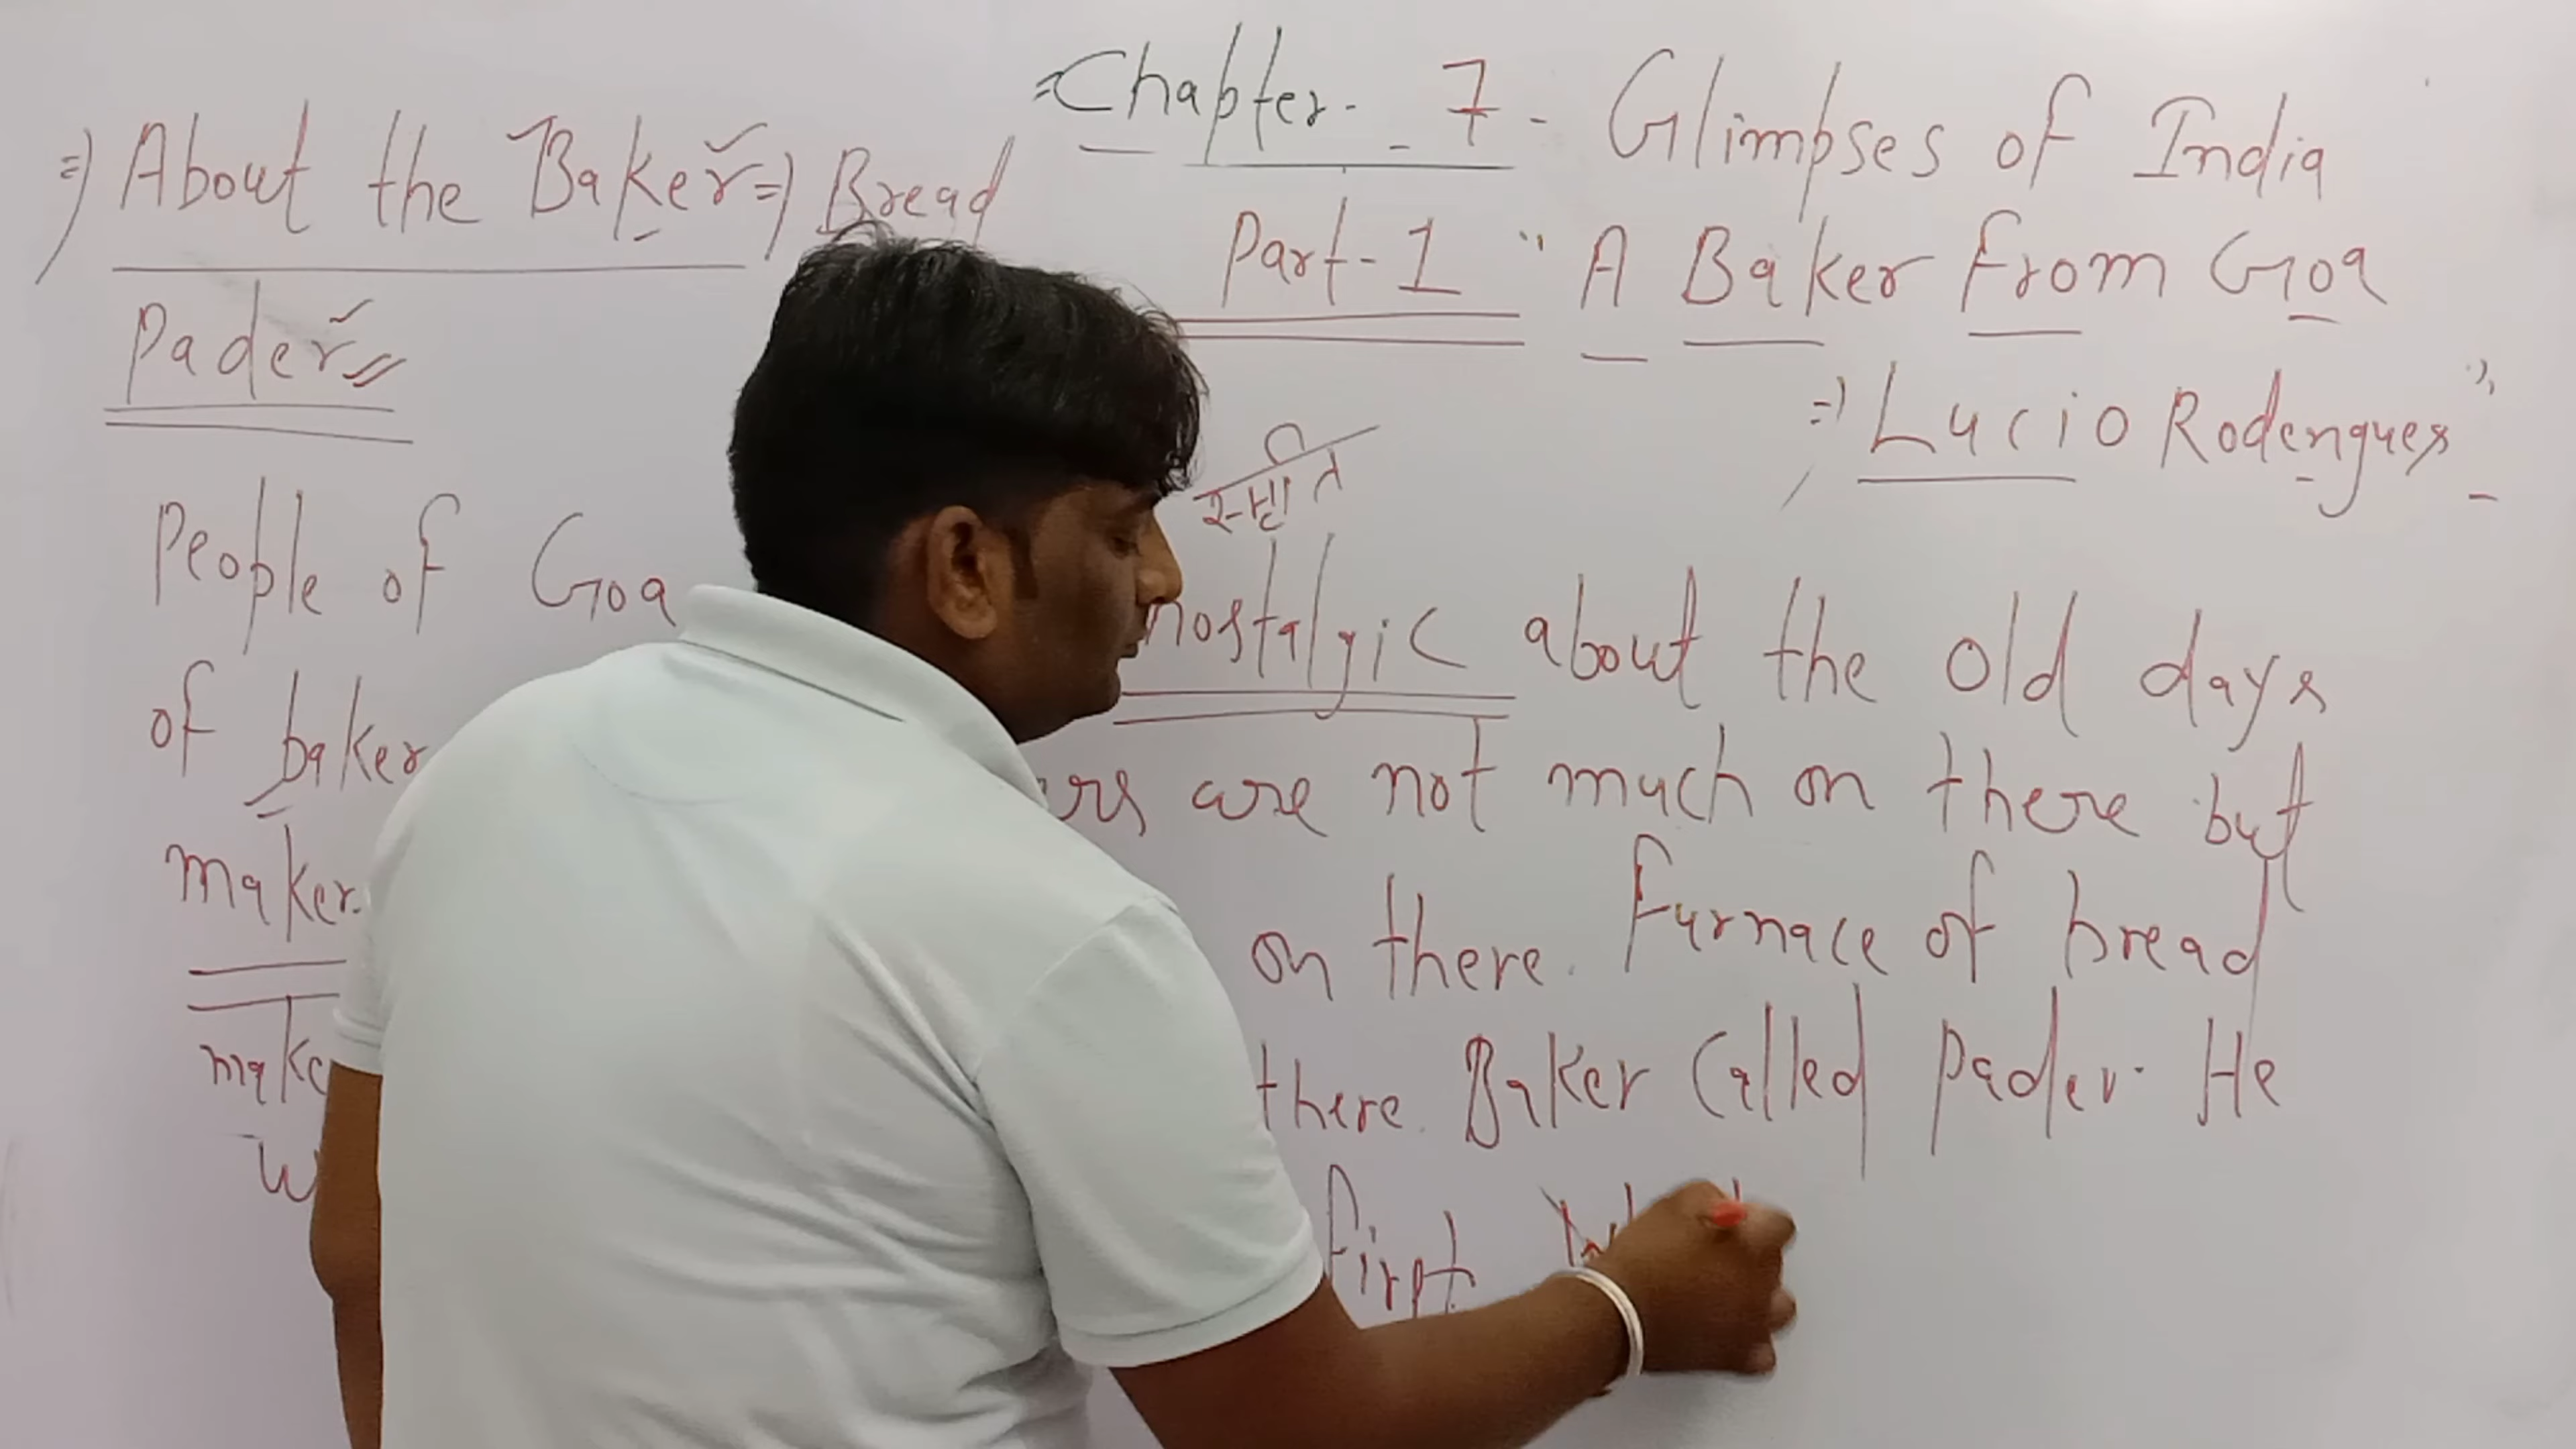 => About the Baker => Bread
Pader
=> Chapter - 7 - Glimpses of India
Part-1 " A Baker From Goa
=> Lucio Rodengues "
स्मृति
People of Goa nostalgic about the old days
of baker are not much on there but
maker on there. Furnace of bread
make there. Baker Called pader. He
first